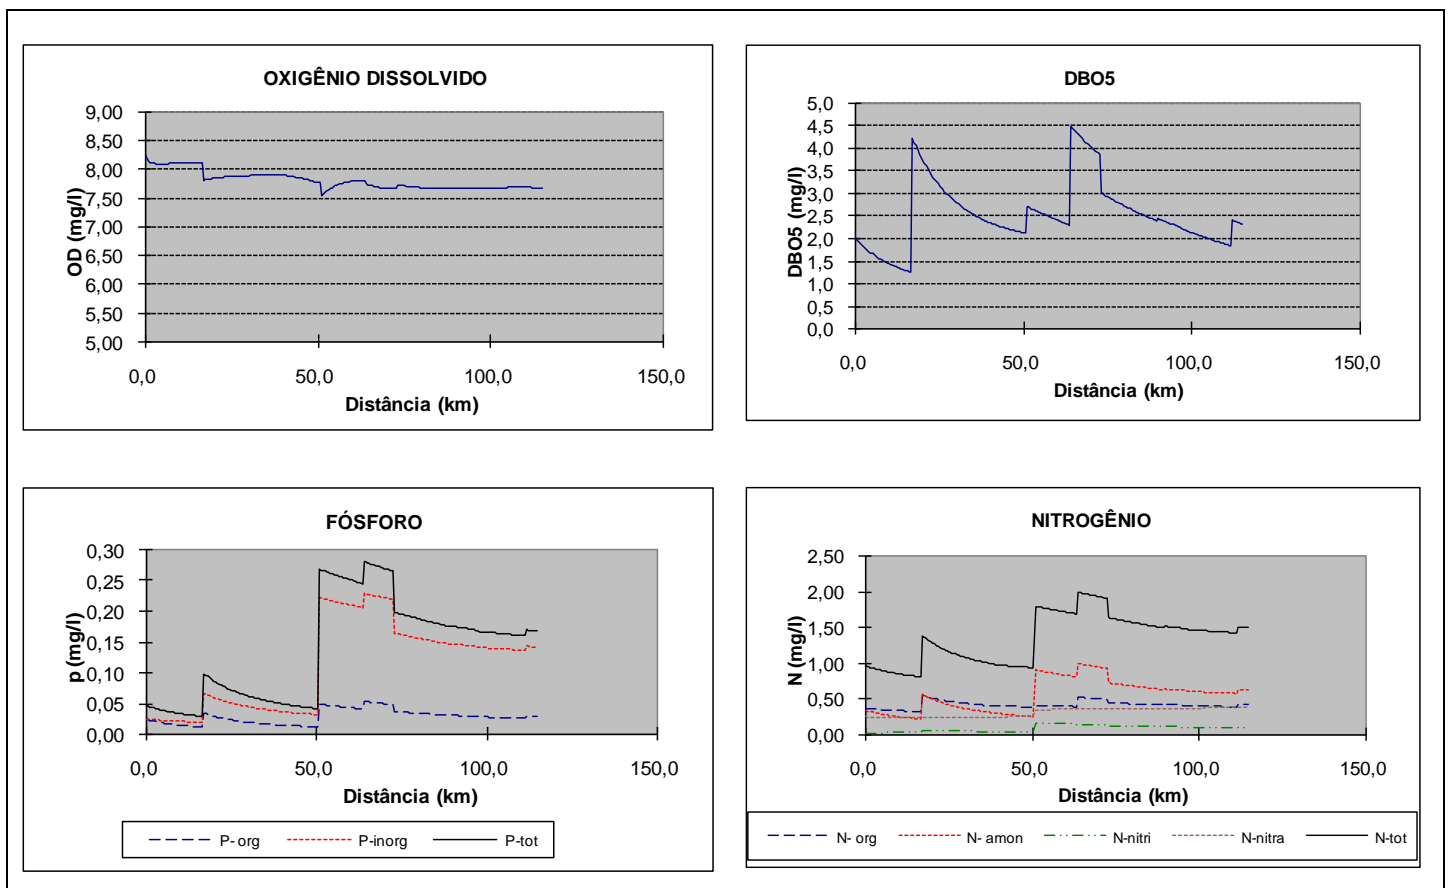 OXIGÊNIO DISSOLVIDO
OD (mg/l)
9,00
8,50
8,00
7,50
7,00
6,50
6,00
5,50
5,00
0,0 50,0 100,0 150,0
Distância (km)
DBO5
DBO5 (mg/l)
5,0
4,5
4,0
3,5
3,0
2,5
2,0
1,5
1,0
0,5
0,0
0,0 50,0 100,0 150,0
Distância (km)
FÓSFORO
p (mg/l)
0,30
0,25
0,20
0,15
0,10
0,05
0,00
0,0 50,0 100,0 150,0
Distância (km)
P- org P-inorg P-tot
NITROGÊNIO
N (mg/l)
2,50
2,00
1,50
1,00
0,50
0,00
0,0 50,0 100,0 150,0
Distância (km)
N- org N- amon N-nitri N-nitra N-tot